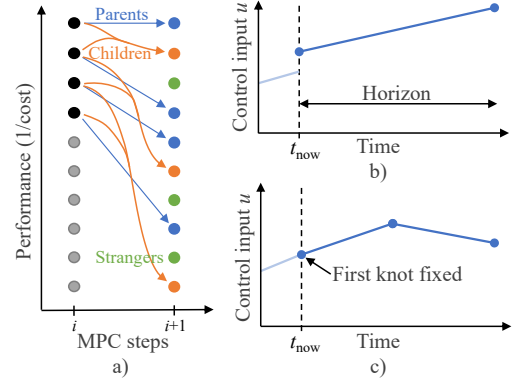 Performance (1/cost)
Parents
Children
Strangers
i
i+1
MPC steps
a)
Control input u
Horizon
t_now
Time
b)
Control input u
First knot fixed
t_now
Time
c)